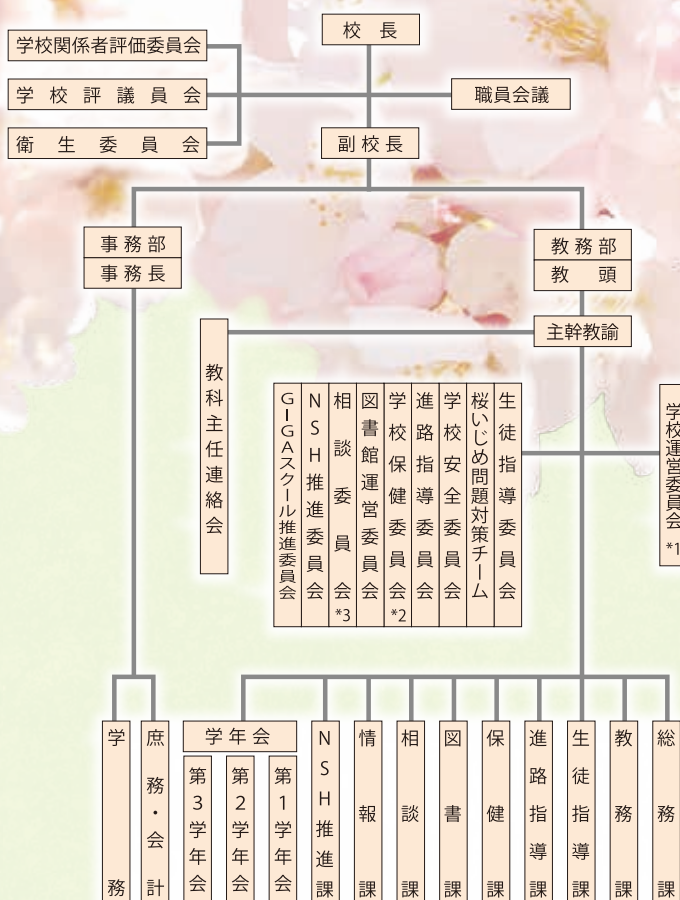 校長
学校関係者評価委員会
学校評議員会
職員会議
衛生委員会
副校長
事務部
事務長
教務部
教頭
主幹教諭
教科主任連絡会
生徒指導委員会
桜いじめ問題対策チーム
学校安全委員会
進路指導委員会
学校保健委員会*2
図書館運営委員会
相談委員会*3
NSH推進委員会
GIGAスクール推進委員会
学校運営委員会*1
総務課
教務課
生徒指導課
進路指導課
保健課
図書課
相談課
情報課
NSH推進課
学年会
第1学年会
第2学年会
第3学年会
庶務・会計
学務